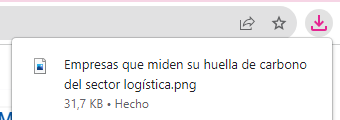 Empresas que miden su huella de carbono
del sector logística.png
31,7 KB • Hecho